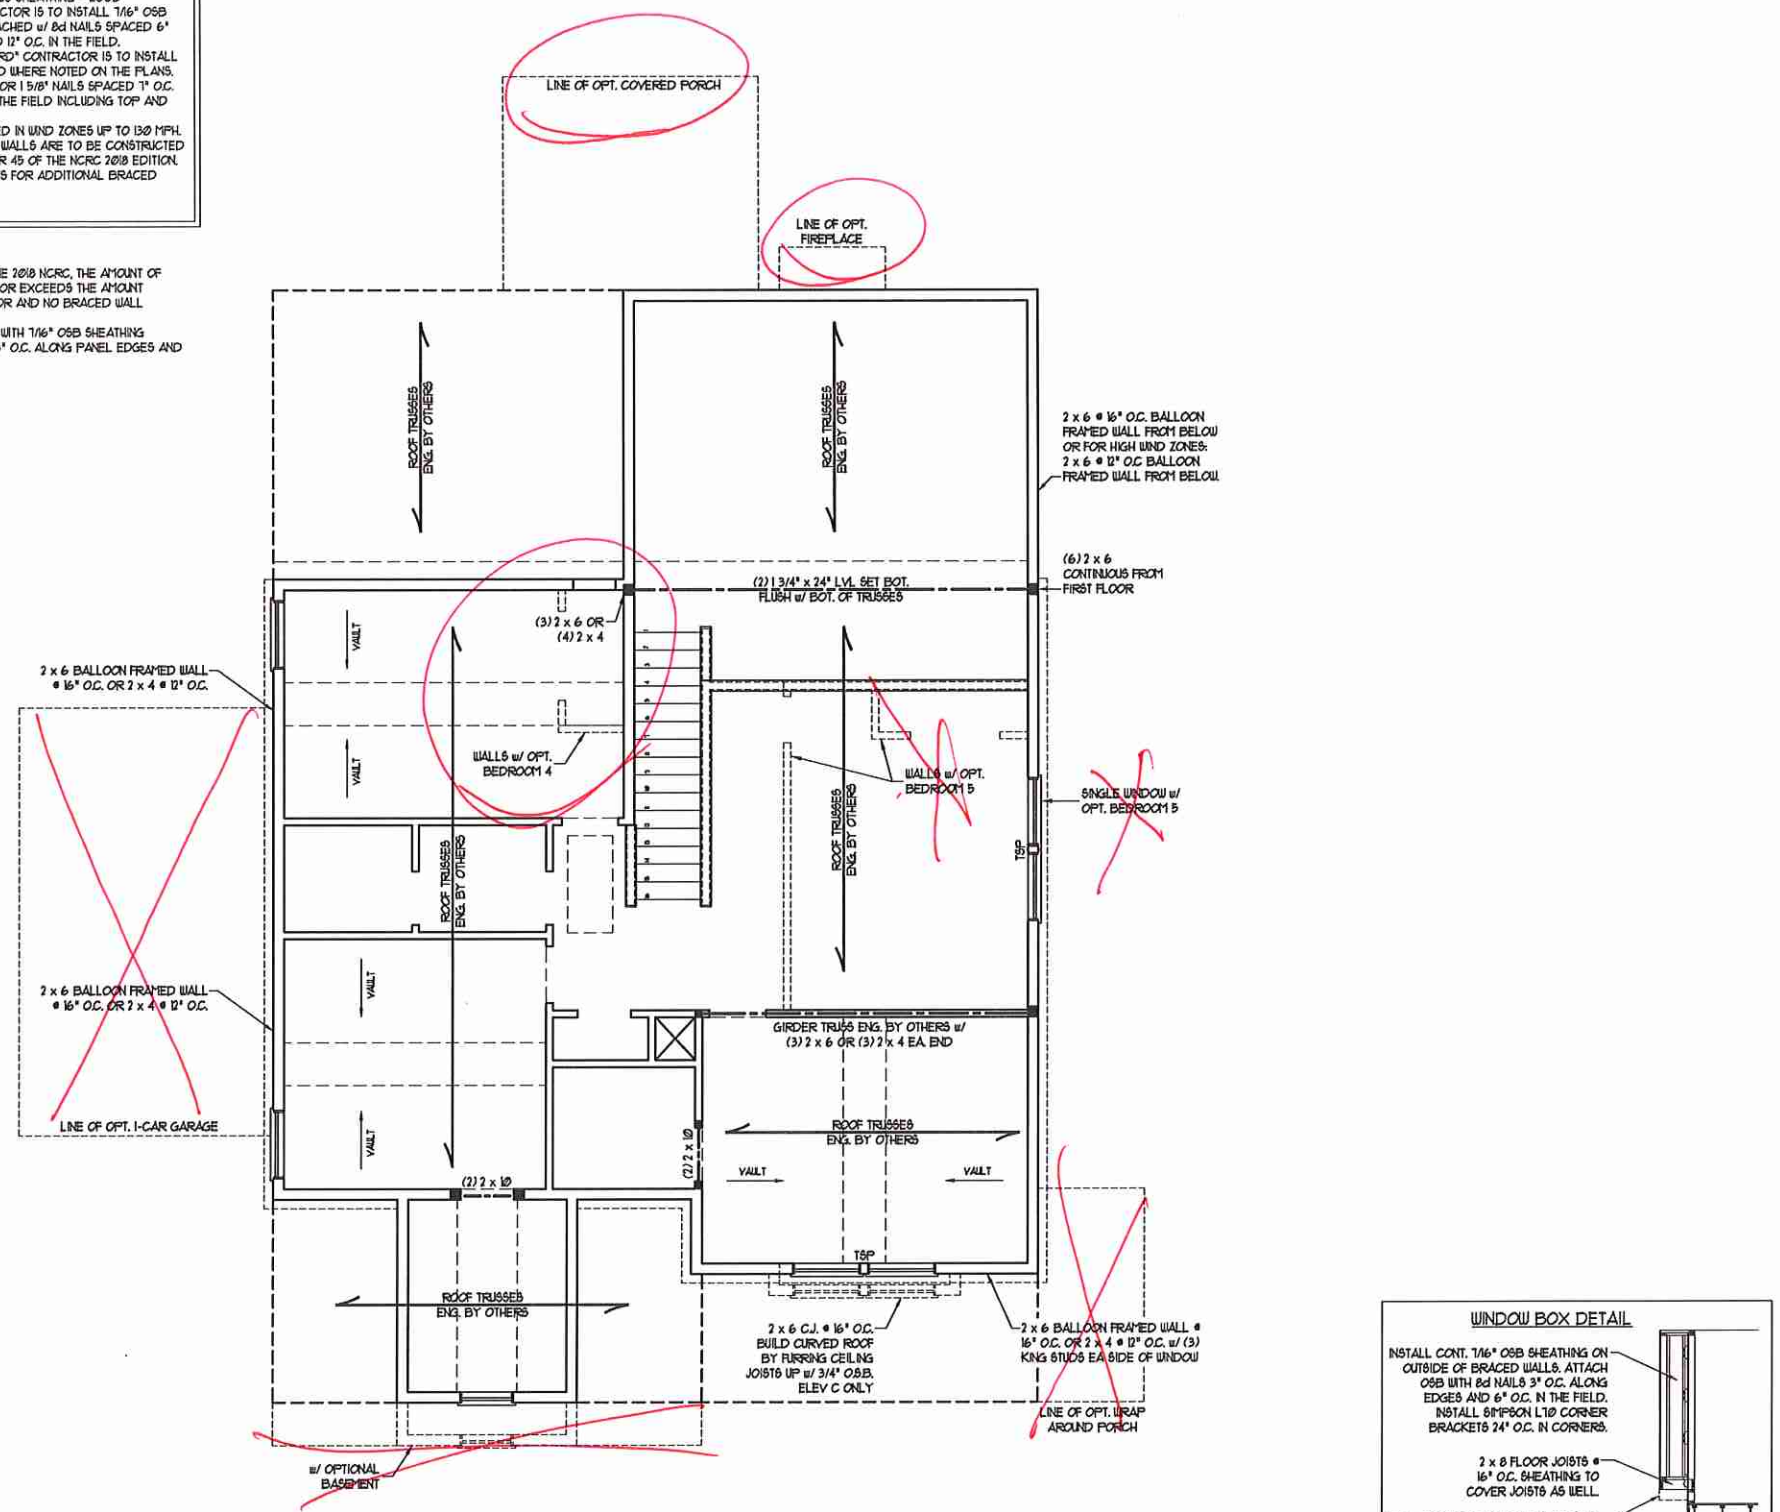 CTOR IS TO INSTALL 7/16" OSB
ACHED w/ 8d NAILS SPACED 6"
D 12" O.C. IN THE FIELD.
RD" CONTRACTOR IS TO INSTALL
D WHERE NOTED ON THE PLANS.
OR 1 5/8" NAILS SPACED 7" O.C.
THE FIELD INCLUDING TOP AND
ED IN WIND ZONES UP TO 130 MPH.
WALLS ARE TO BE CONSTRUCTED
R 45 OF THE NCRC 2018 EDITION.
S FOR ADDITIONAL BRACED
E 2018 NCRC, THE AMOUNT OF
OR EXCEEDS THE AMOUNT
OR AND NO BRACED WALL
WITH 7/16" OSB SHEATHING
" O.C. ALONG PANEL EDGES AND
LINE OF OPT. COVERED PORCH
LINE OF OPT.
FIREPLACE
ROOF TRUSSES
ENG. BY OTHERS
ROOF TRUSSES
ENG. BY OTHERS
2 x 6 @ 16" O.C. BALLOON
FRAMED WALL FROM BELOW
OR FOR HIGH WIND ZONES:
2 x 6 @ 12" O.C BALLOON
FRAMED WALL FROM BELOW.
(6) 2 x 6
CONTINUOUS FROM
FIRST FLOOR
(2) 1 3/4" x 24" LVL SET BOT.
FLUSH w/ BOT. OF TRUSSES
(3) 2 x 6 OR
(4) 2 x 4
VAULT
VAULT
2 x 6 BALLOON FRAMED WALL
@ 16" O.C. OR 2 x 4 @ 12" O.C.
WALLS w/ OPT.
BEDROOM 4
WALLS w/ OPT.
BEDROOM 5
SINGLE WINDOW w/
OPT. BEDROOM 5
TSP
ROOF TRUSSES
ENG. BY OTHERS
ROOF TRUSSES
ENG. BY OTHERS
2 x 6 BALLOON FRAMED WALL
@ 16" O.C. OR 2 x 4 @ 12" O.C.
VAULT
VAULT
LINE OF OPT. 1-CAR GARAGE
GIRDER TRUSS ENG. BY OTHERS w/
(3) 2 x 6 OR (3) 2 x 4 EA. END
ROOF TRUSSES
ENG. BY OTHERS
VAULT
VAULT
(2) 2 x 10
(2) 2 x 10
TSP
ROOF TRUSSES
ENG. BY OTHERS
2 x 6 C.J. @ 16" O.C.
BUILD CURVED ROOF
BY FURRING CEILING
JOISTS UP w/ 3/4" O.S.B.
ELEV C ONLY
2 x 6 BALLOON FRAMED WALL @
16" O.C. OR 2 x 4 @ 12" O.C. w/ (3)
KING STUDS EA SIDE OF WINDOW
LINE OF OPT. WRAP
AROUND PORCH
w/ OPTIONAL
BASEMENT
WINDOW BOX DETAIL
INSTALL CONT. 7/16" OSB SHEATHING ON
OUTSIDE OF BRACED WALLS. ATTACH
OSB WITH 8d NAILS 3" O.C. ALONG
EDGES AND 6" O.C. IN THE FIELD.
INSTALL SIMPSON L70 CORNER
BRACKETS 24" O.C. IN CORNERS.
2 x 8 FLOOR JOISTS @
16" O.C. SHEATHING TO
COVER JOISTS AS WELL.